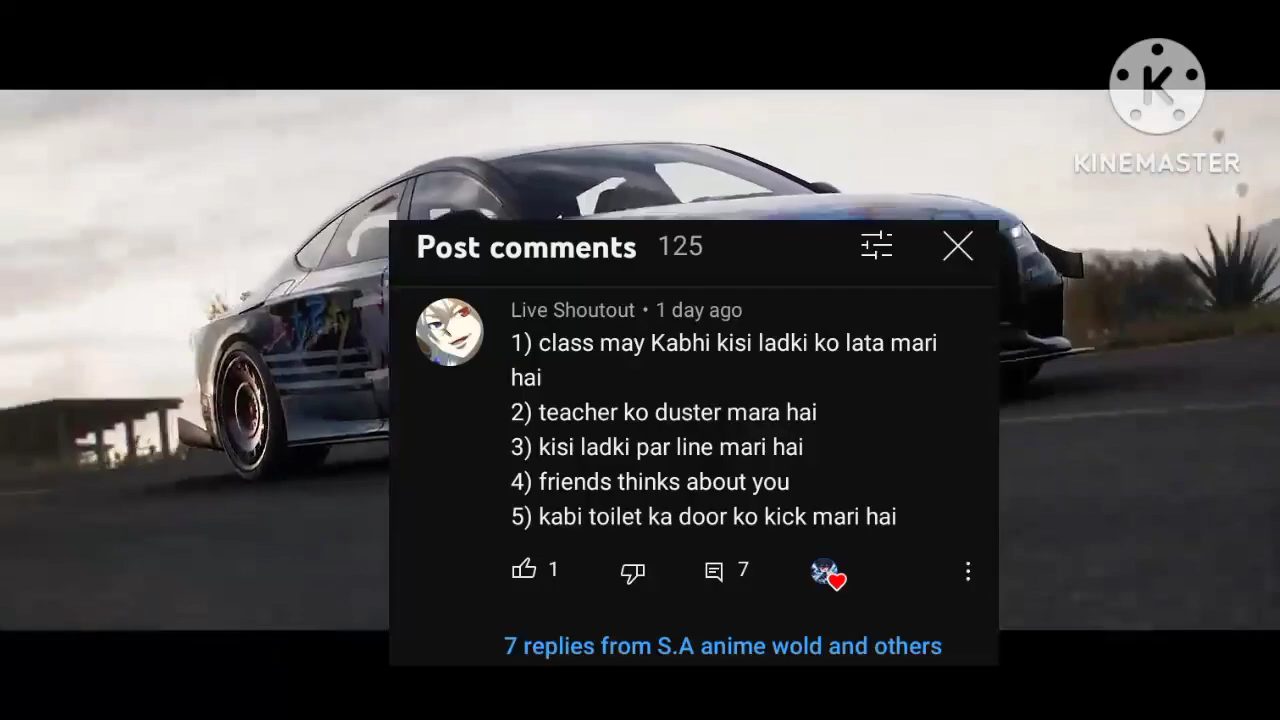 K
KINEMASTER
Post comments 125
Live Shoutout • 1 day ago
1) class may Kabhi kisi ladki ko lata mari
hai
2) teacher ko duster mara hai
3) kisi ladki par line mari hai
4) friends thinks about you
5) kabi toilet ka door ko kick mari hai
1 7
7 replies from S.A anime wold and others